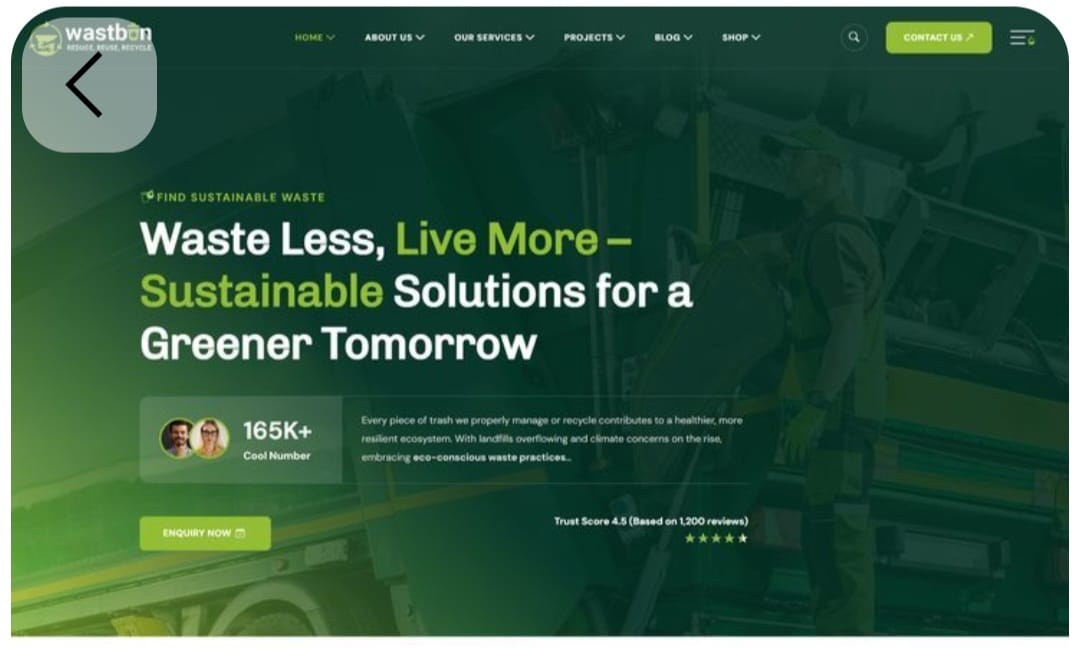 wastbin
REDUCE, REUSE, RECYCLE
HOME ABOUT US OUR SERVICES PROJECTS BLOG SHOP CONTACT US
FIND SUSTAINABLE WASTE
Waste Less, Live More –
Sustainable Solutions for a
Greener Tomorrow
165K+
Cool Number
Every piece of trash we properly manage or recycle contributes to a healthier, more
resilient ecosystem. With landfills overflowing and climate concerns on the rise,
embracing eco-conscious waste practices...
ENQUIRY NOW
Trust Score 4.5 (Based on 1,200 reviews)